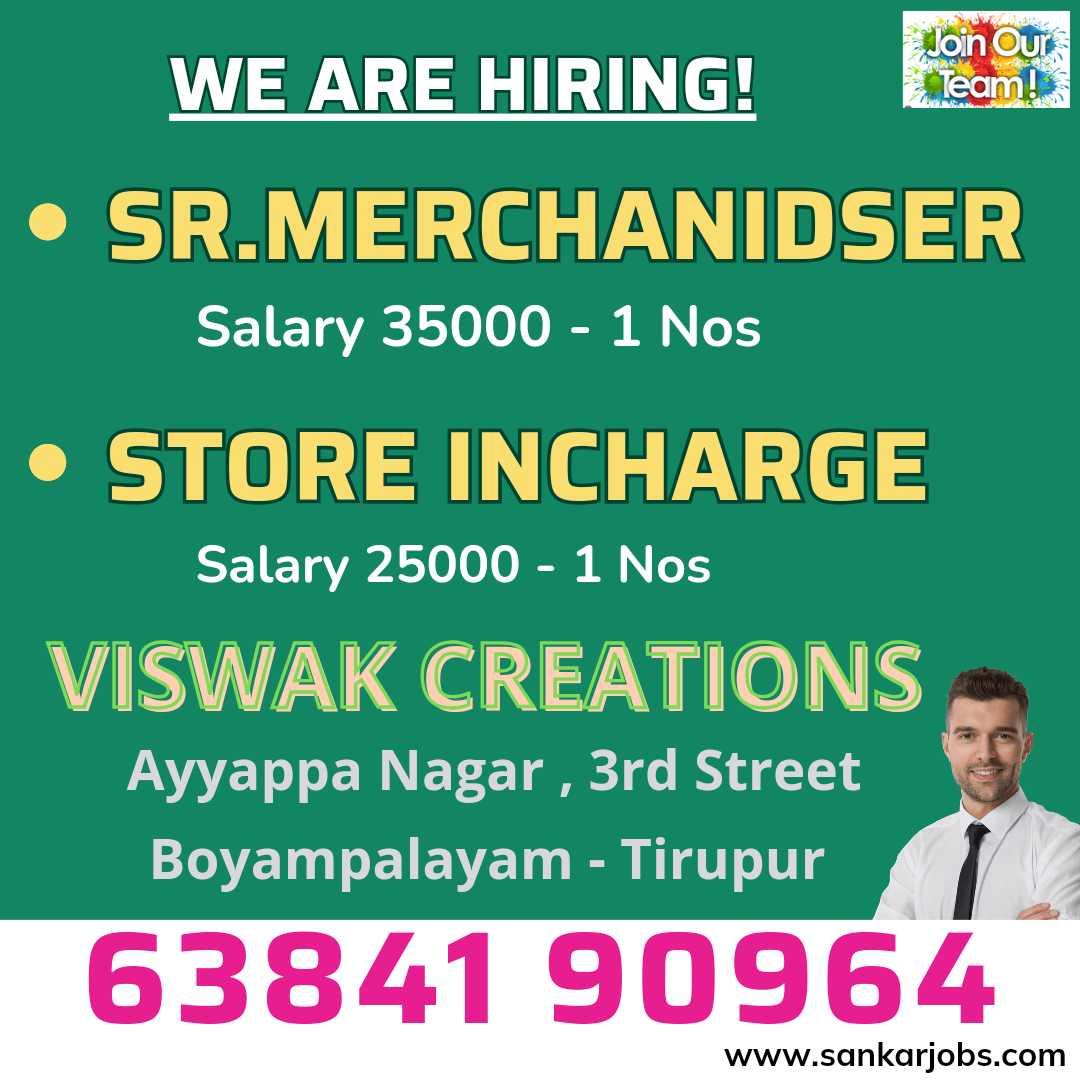 WE ARE HIRING!
Join Our
Team !
• SR.MERCHANIDSER
Salary 35000 - 1 Nos
• STORE INCHARGE
Salary 25000 - 1 Nos
VISWAK CREATIONS
Ayyappa Nagar , 3rd Street
Boyampalayam - Tirupur
63841 90964
www.sankarjobs.com